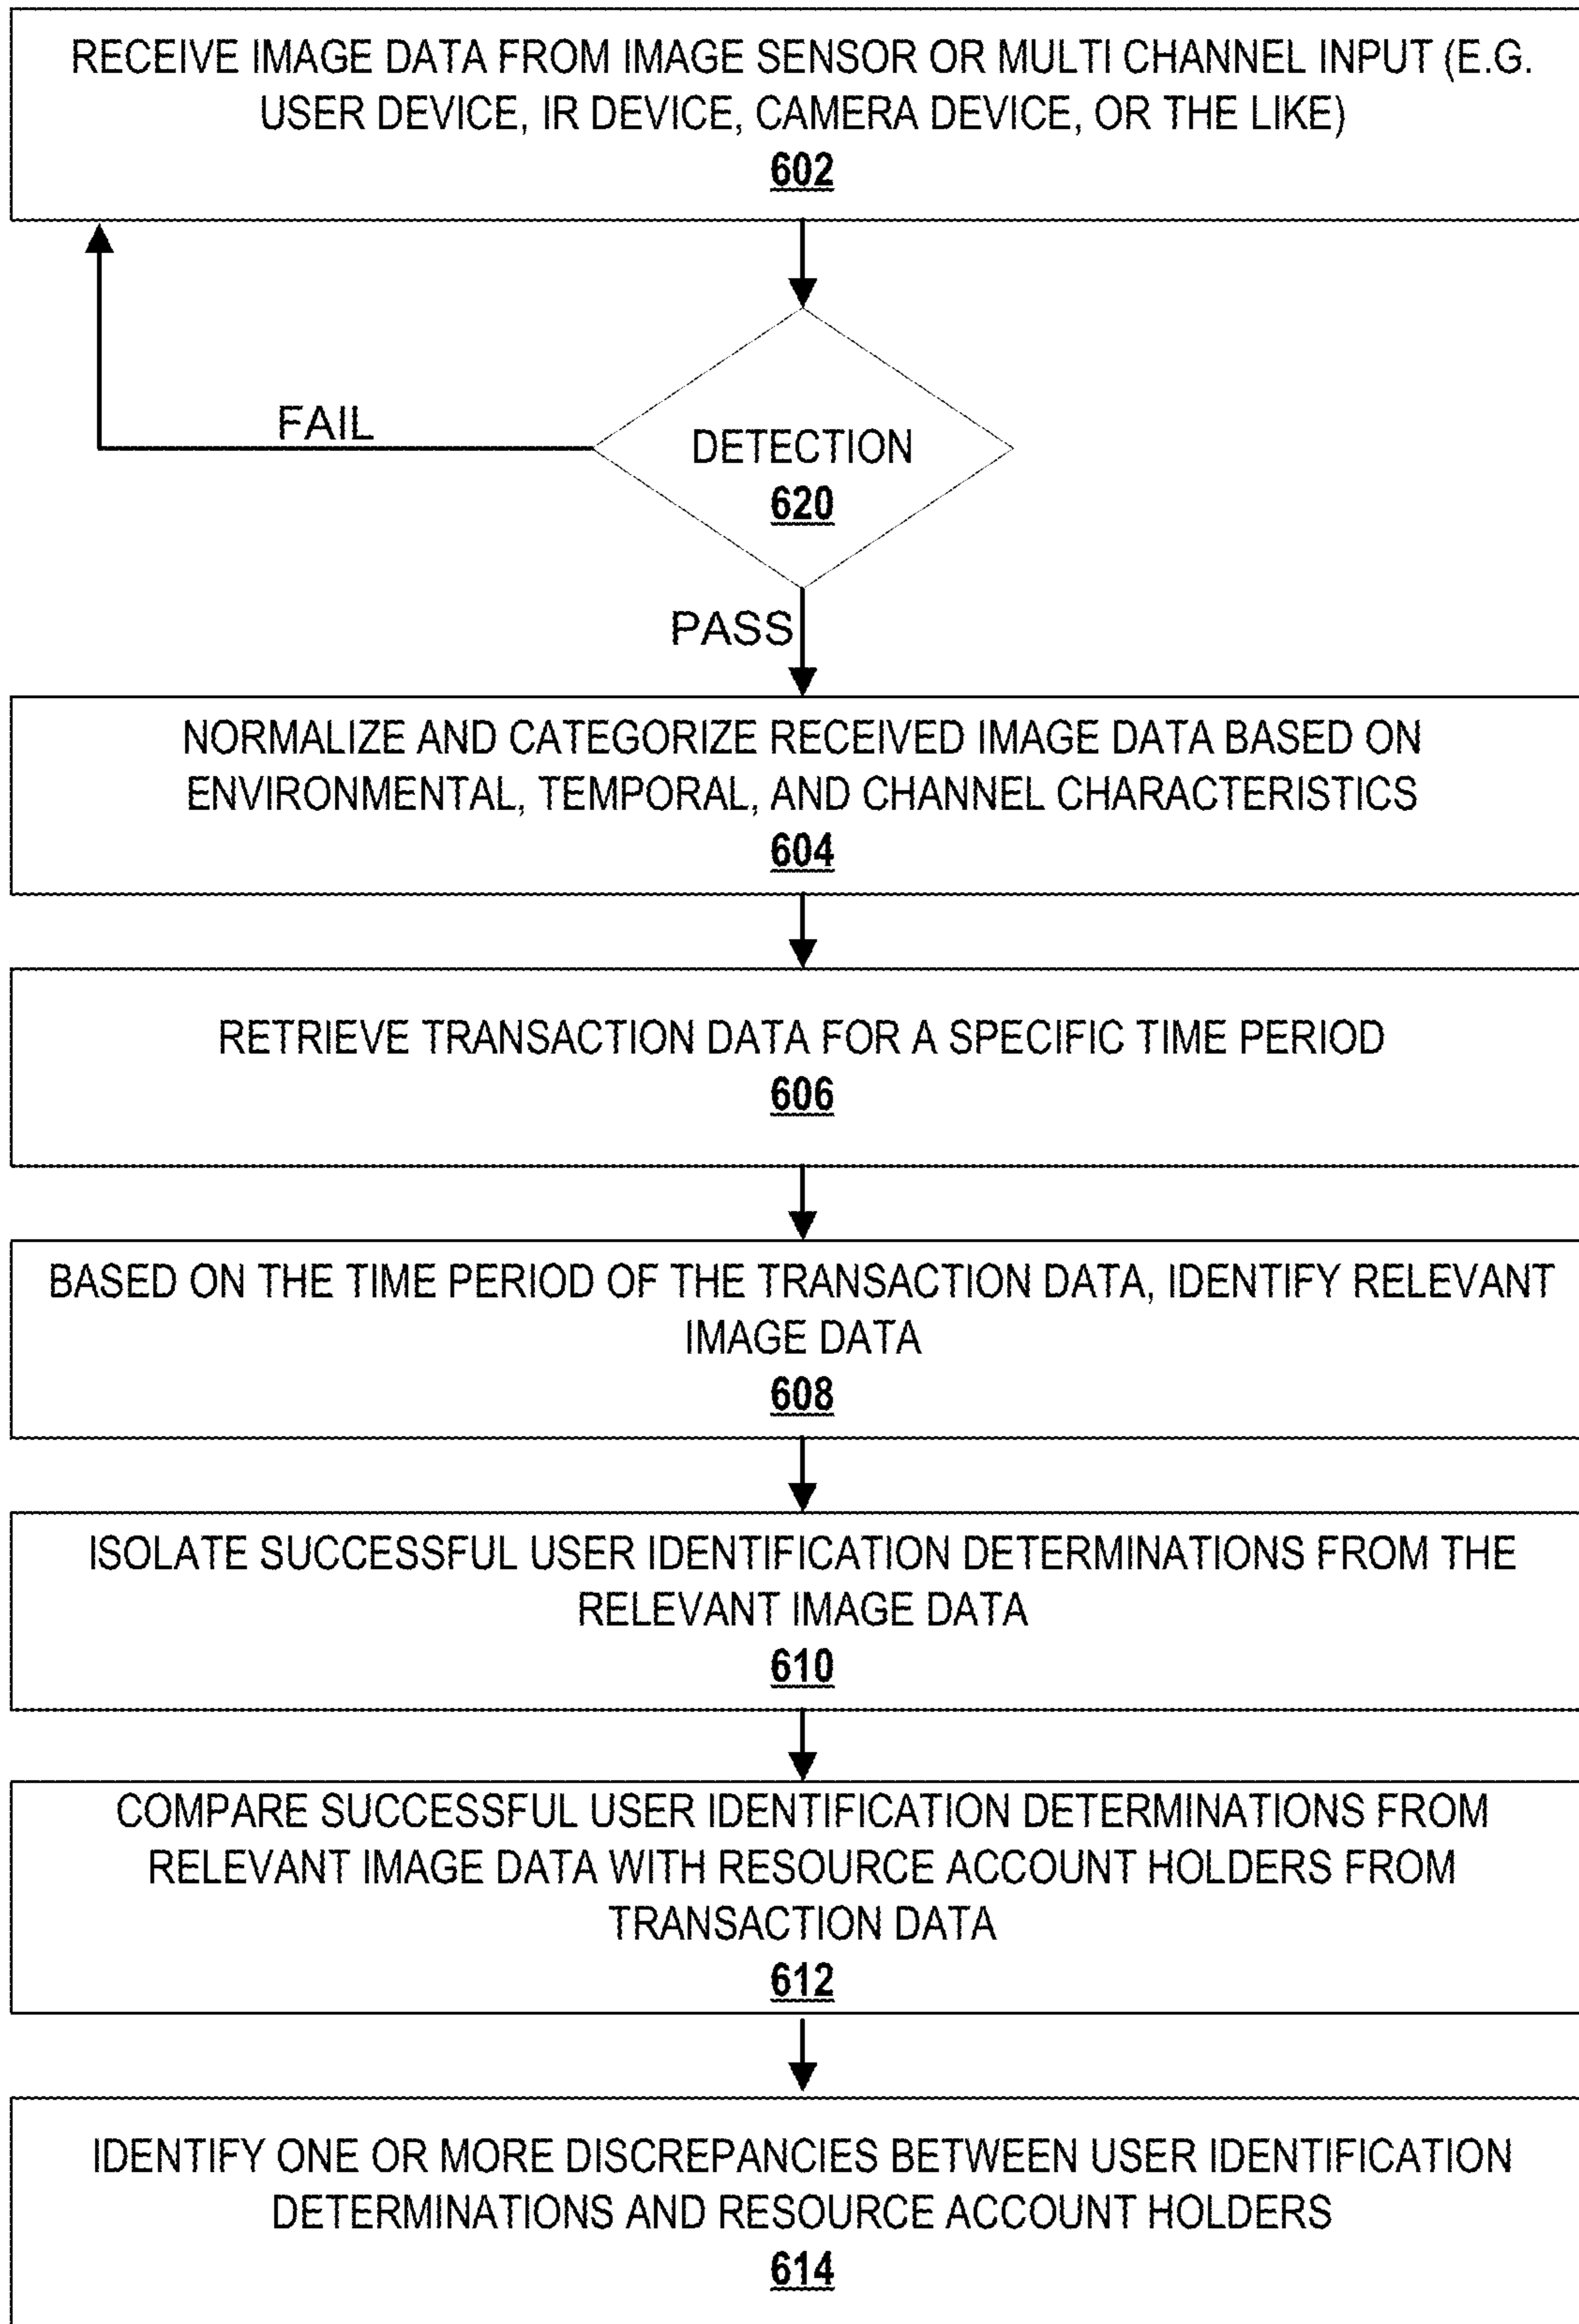 RECEIVE IMAGE DATA FROM IMAGE SENSOR OR MULTI CHANNEL INPUT (E.G.
USER DEVICE, IR DEVICE, CAMERA DEVICE, OR THE LIKE)
602
FAIL
DETECTION
620
PASS
NORMALIZE AND CATEGORIZE RECEIVED IMAGE DATA BASED ON
ENVIRONMENTAL, TEMPORAL, AND CHANNEL CHARACTERISTICS
604
RETRIEVE TRANSACTION DATA FOR A SPECIFIC TIME PERIOD
606
BASED ON THE TIME PERIOD OF THE TRANSACTION DATA, IDENTIFY RELEVANT
IMAGE DATA
608
ISOLATE SUCCESSFUL USER IDENTIFICATION DETERMINATIONS FROM THE
RELEVANT IMAGE DATA
610
COMPARE SUCCESSFUL USER IDENTIFICATION DETERMINATIONS FROM
RELEVANT IMAGE DATA WITH RESOURCE ACCOUNT HOLDERS FROM
TRANSACTION DATA
612
IDENTIFY ONE OR MORE DISCREPANCIES BETWEEN USER IDENTIFICATION
DETERMINATIONS AND RESOURCE ACCOUNT HOLDERS
614